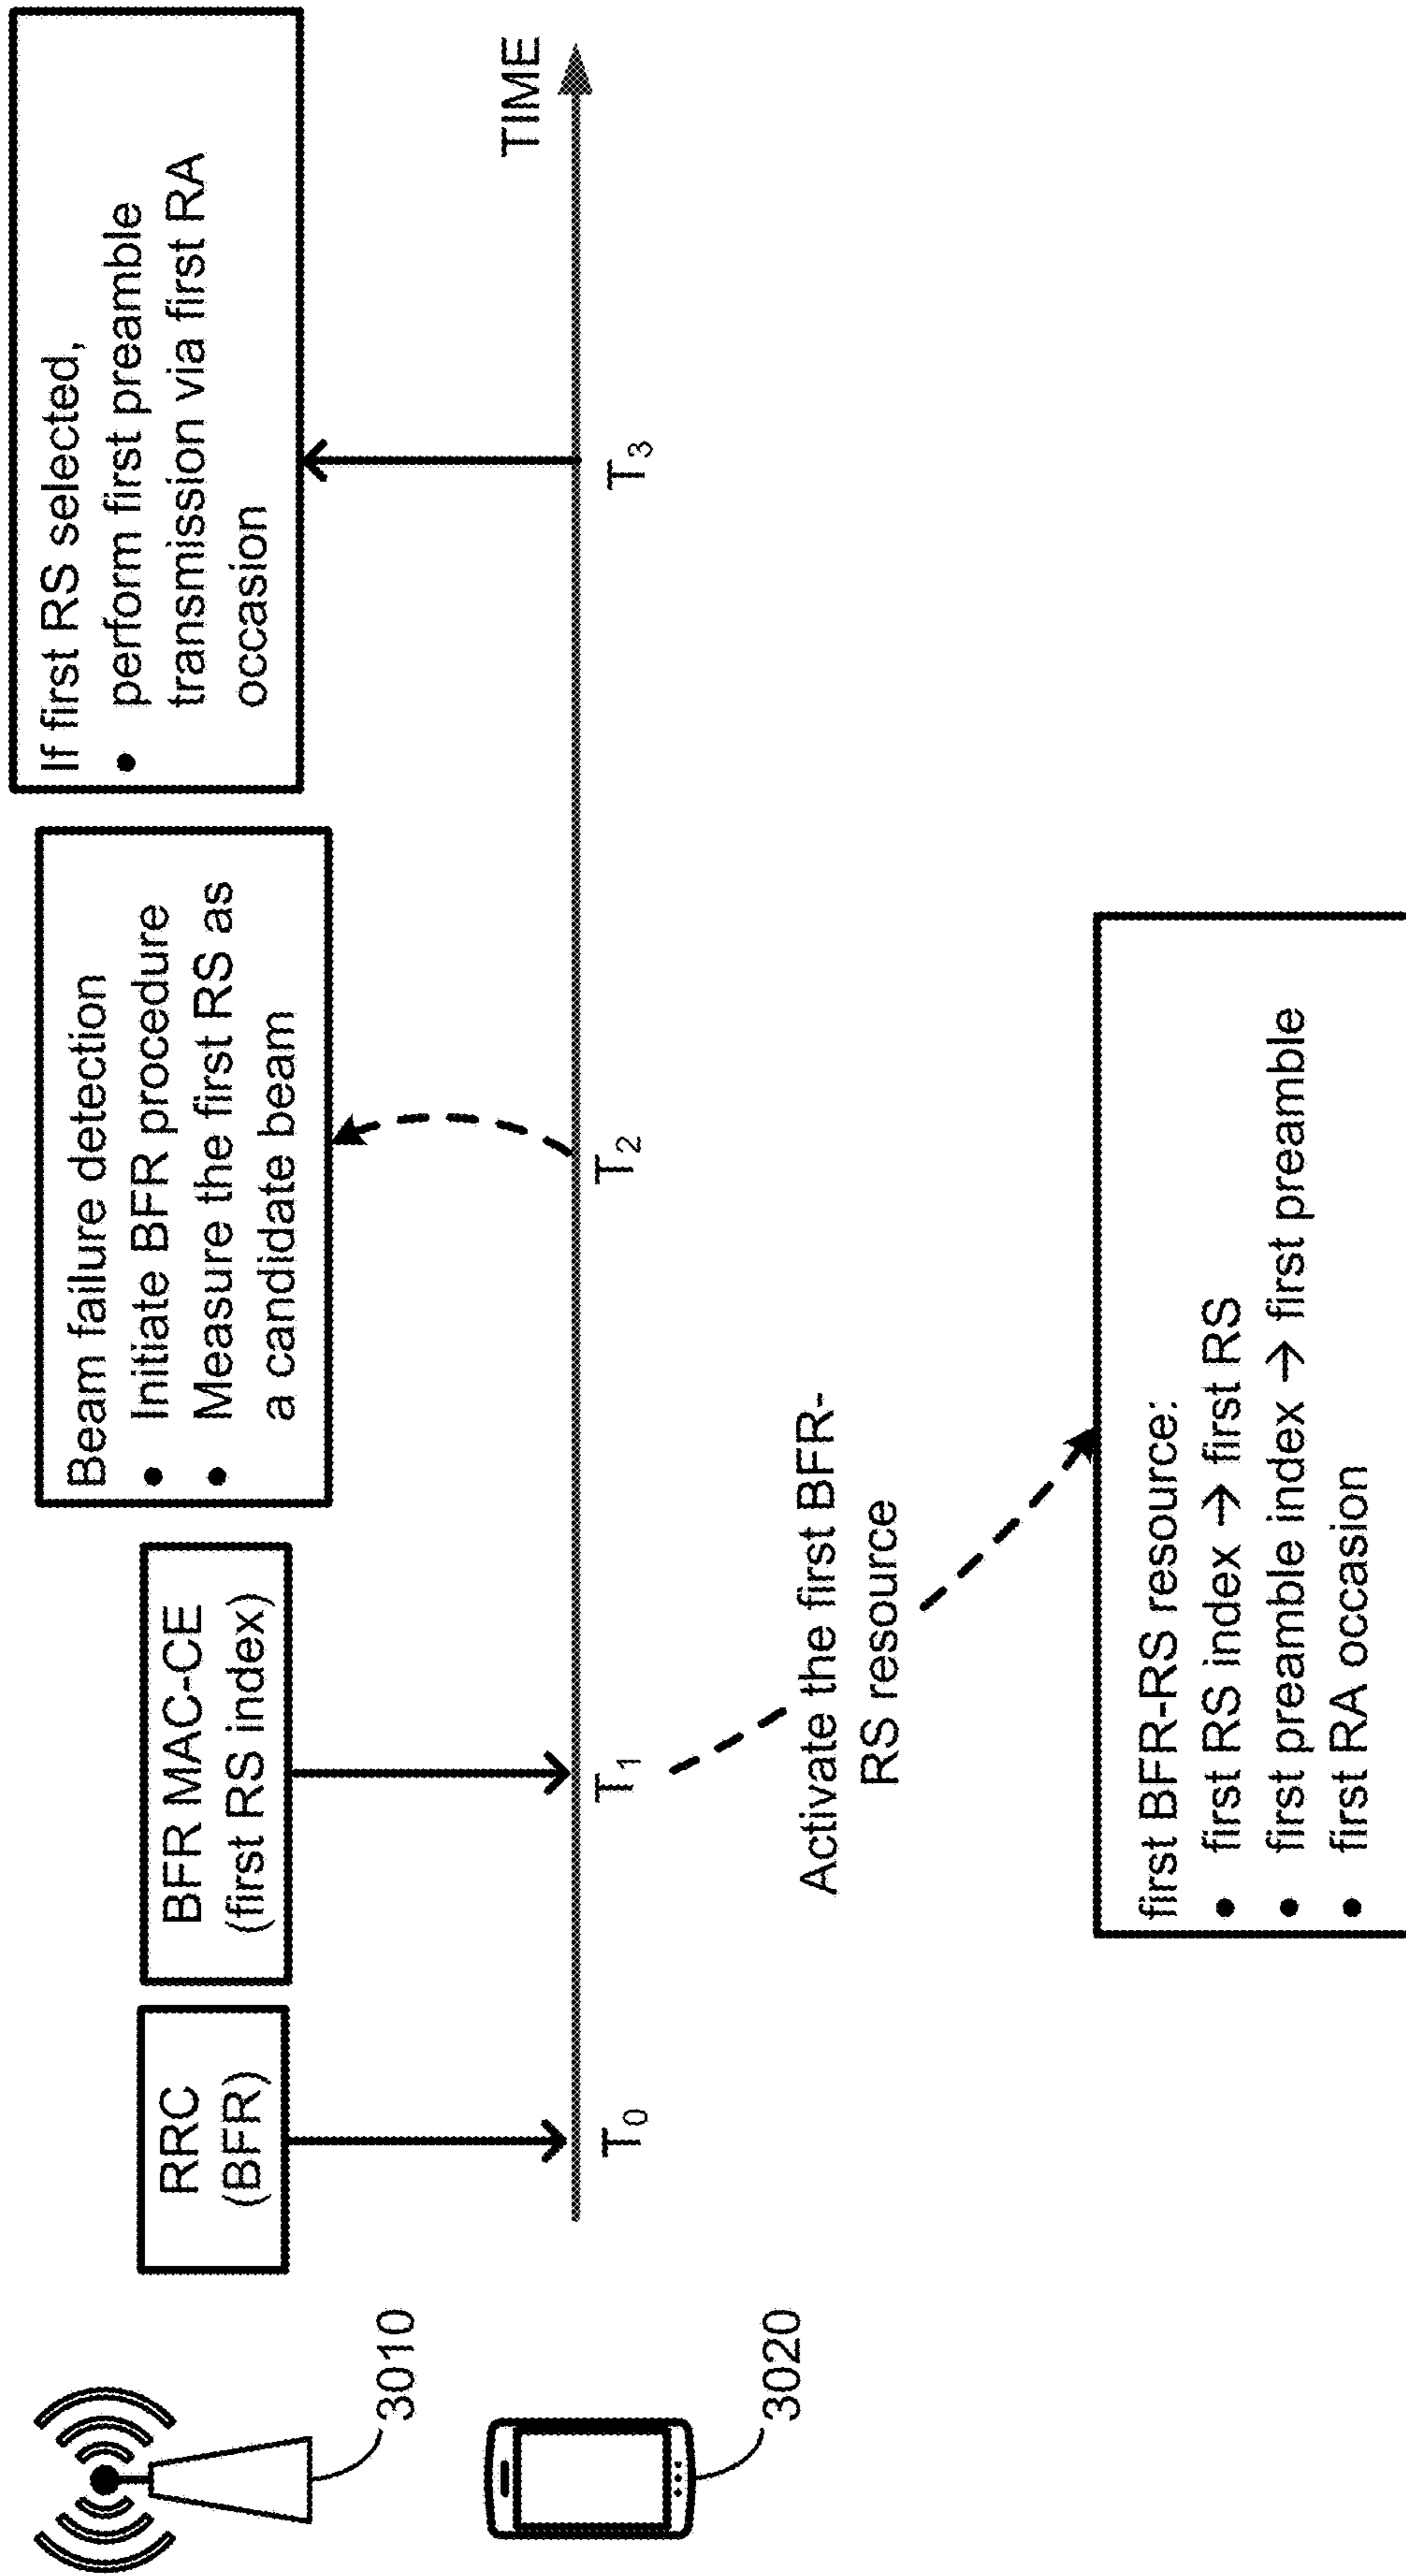 3010
3020
RRC
(BFR)
BFR MAC-CE
(first RS index)
Beam failure detection
• Initiate BFR procedure
• Measure the first RS as
a candidate beam
If first RS selected,
• perform first preamble
transmission via first RA
occasion
TIME
T₀
T₁
T₂
T₃
Activate the first BFR-
RS resource
first BFR-RS resource:
• first RS index → first RS
• first preamble index → first preamble
• first RA occasion